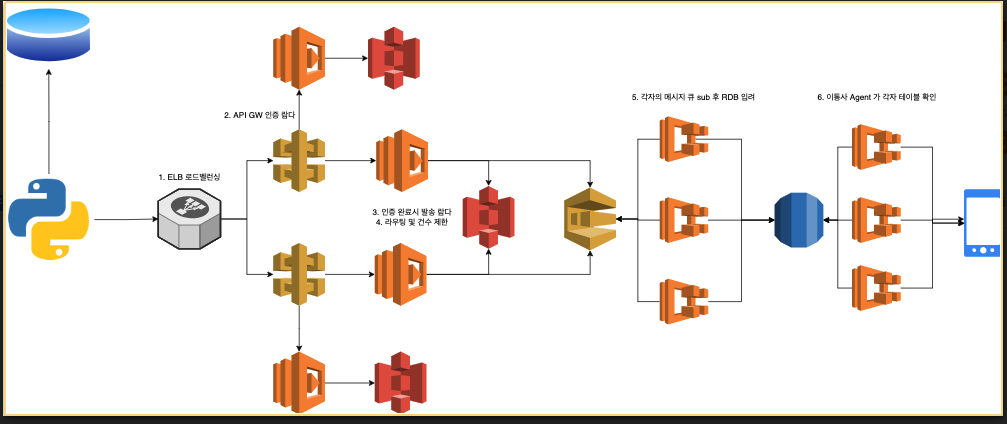 1. ELB 로드밸런싱
2. API GW 인증 람다
3. 인증 완료시 발송 람다
4. 라우팅 및 건수 제한
5. 각자의 메시지 큐 sub 후 RDB 입력
6. 이통사 Agent 가 각자 테이블 확인